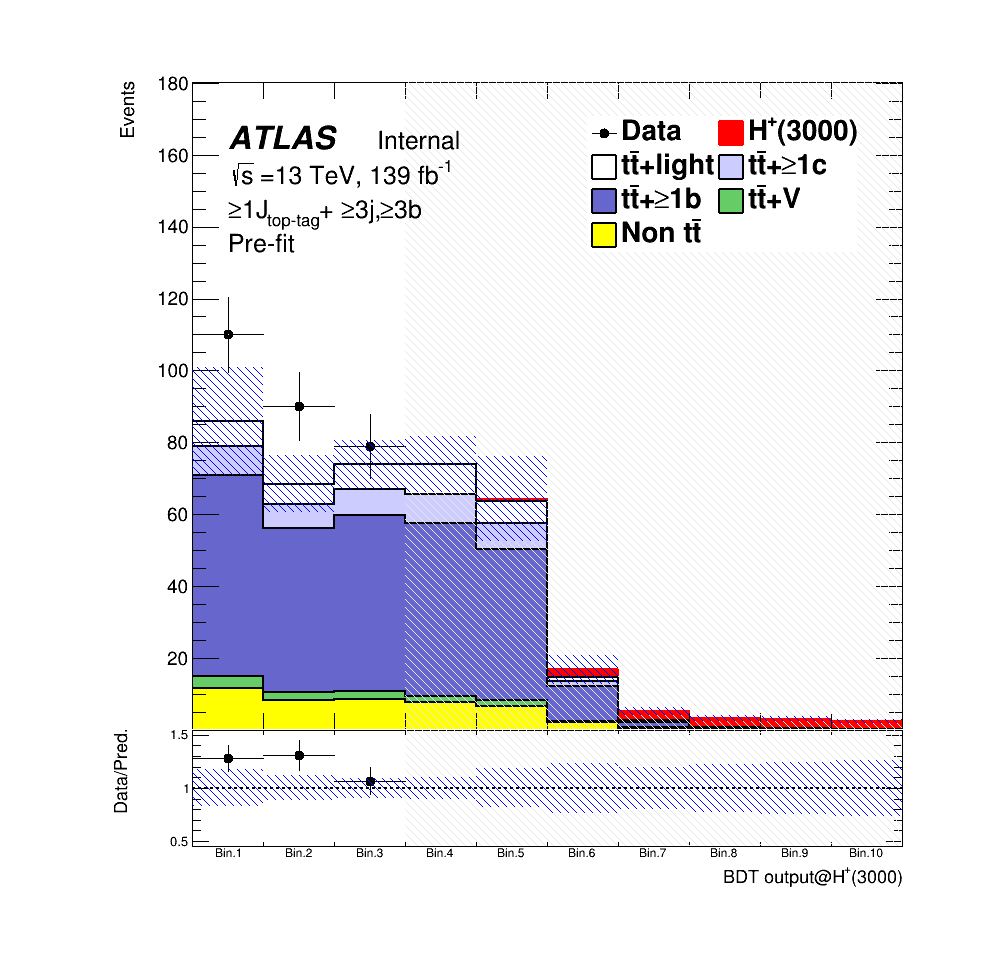 Events
180
160
140
120
100
80
60
40
20
ATLAS Internal
√s =13 TeV, 139 fb⁻¹
≥1J_top-tag+ ≥3j,≥3b
Pre-fit
Data H⁺(3000)
tt̄+light tt̄+≥1c
tt̄+≥1b tt̄+V
Non tt̄
Data/Pred.
1.5
1
0.5
Bin.1 Bin.2 Bin.3 Bin.4 Bin.5 Bin.6 Bin.7 Bin.8 Bin.9 Bin.10
BDT output@H⁺(3000)